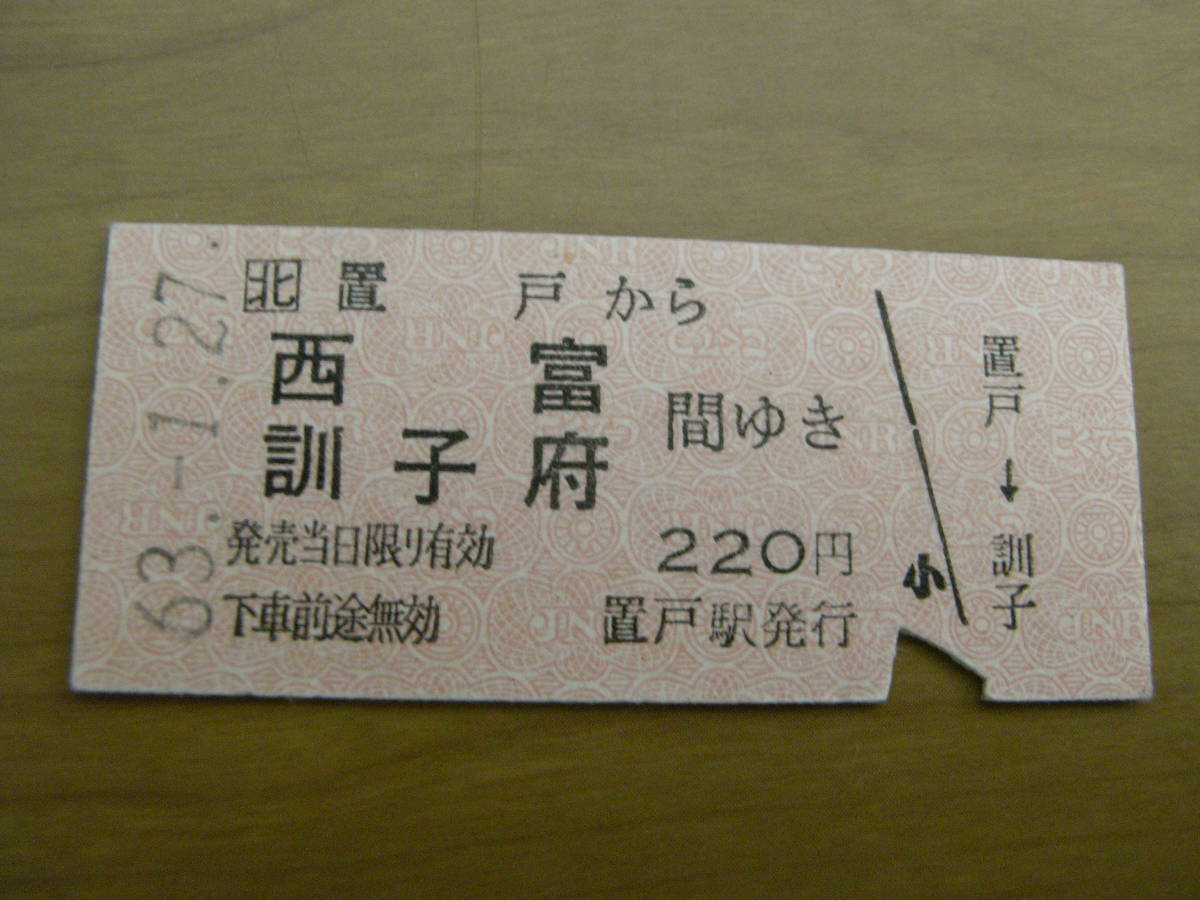 63.-1.27.
北 置戸から
西富
訓子府
間ゆき
発売当日限り有効
220円
下車前途無効
置戸駅発行
小
置戸→訓子